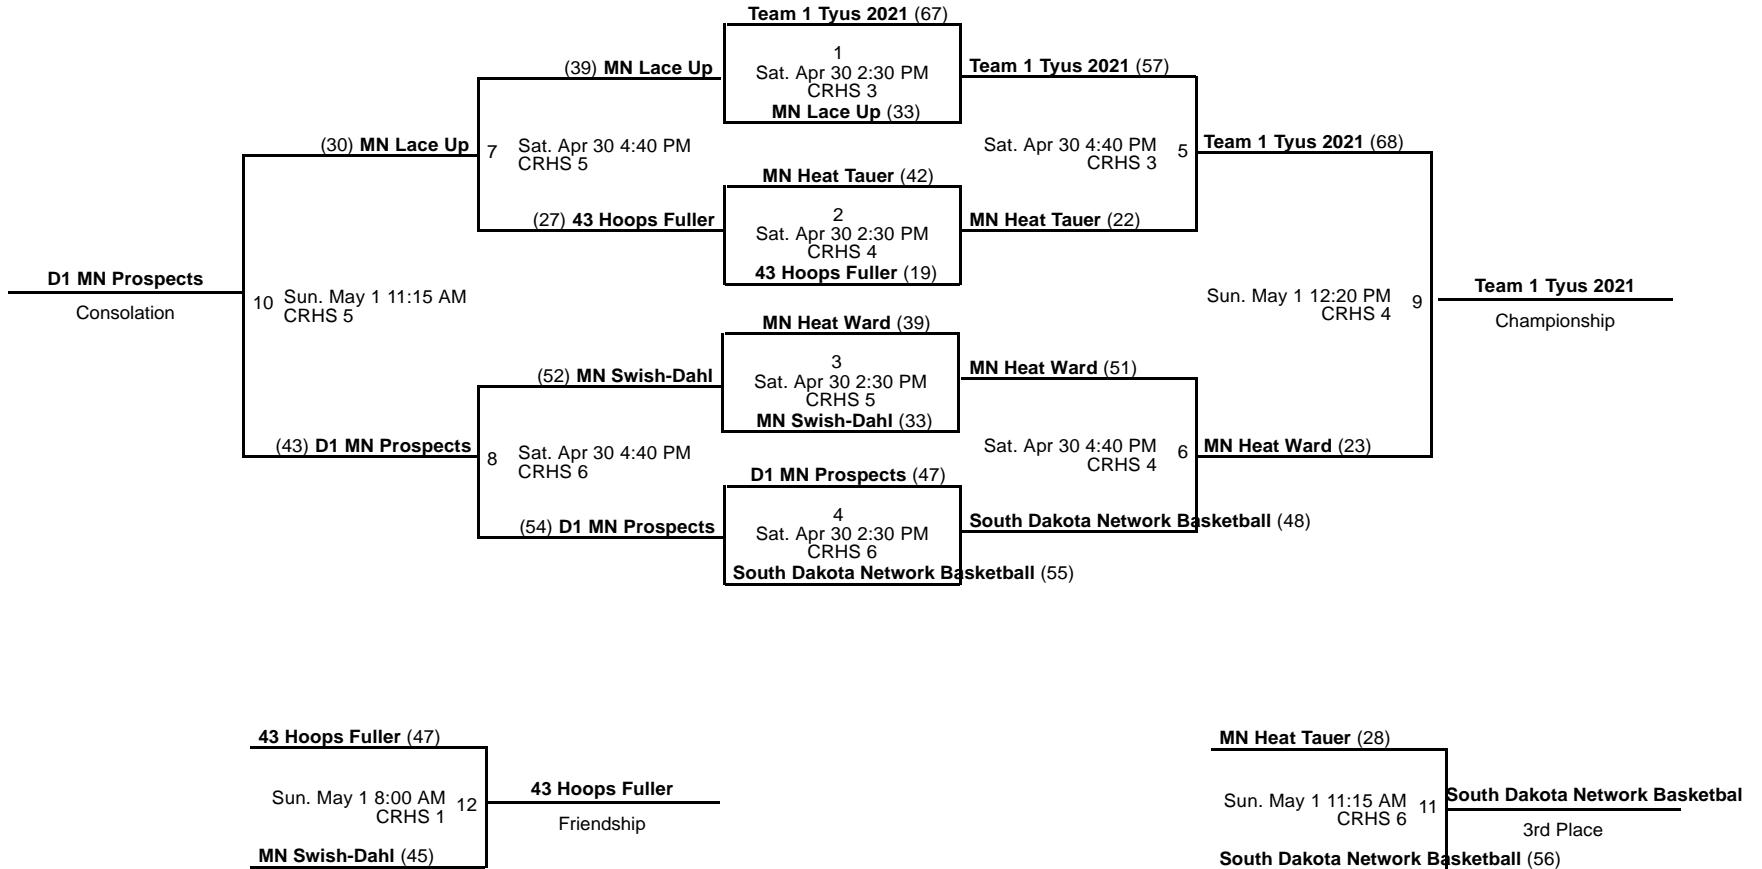 Team 1 Tyus 2021 (67)
1
Sat. Apr 30 2:30 PM
CRHS 3
MN Lace Up (33)
(39) MN Lace Up
Team 1 Tyus 2021 (57)
(30) MN Lace Up
7 Sat. Apr 30 4:40 PM
CRHS 5
Sat. Apr 30 4:40 PM 5
CRHS 3
Team 1 Tyus 2021 (68)
MN Heat Tauer (42)
2
Sat. Apr 30 2:30 PM
CRHS 4
43 Hoops Fuller (19)
(27) 43 Hoops Fuller
MN Heat Tauer (22)
D1 MN Prospects
Consolation
10 Sun. May 1 11:15 AM
CRHS 5
Sun. May 1 12:20 PM 9
CRHS 4
Team 1 Tyus 2021
Championship
MN Heat Ward (39)
3
Sat. Apr 30 2:30 PM
CRHS 5
MN Swish-Dahl (33)
(52) MN Swish-Dahl
MN Heat Ward (51)
(43) D1 MN Prospects
8 Sat. Apr 30 4:40 PM
CRHS 6
Sat. Apr 30 4:40 PM 6
CRHS 4
MN Heat Ward (23)
D1 MN Prospects (47)
4
Sat. Apr 30 2:30 PM
CRHS 6
South Dakota Network Basketball (55)
(54) D1 MN Prospects
South Dakota Network Basketball (48)
43 Hoops Fuller (47)
Sun. May 1 8:00 AM 12
CRHS 1
MN Swish-Dahl (45)
43 Hoops Fuller
Friendship
MN Heat Tauer (28)
Sun. May 1 11:15 AM 11
CRHS 6
South Dakota Network Basketball (56)
South Dakota Network Basketbal
3rd Place